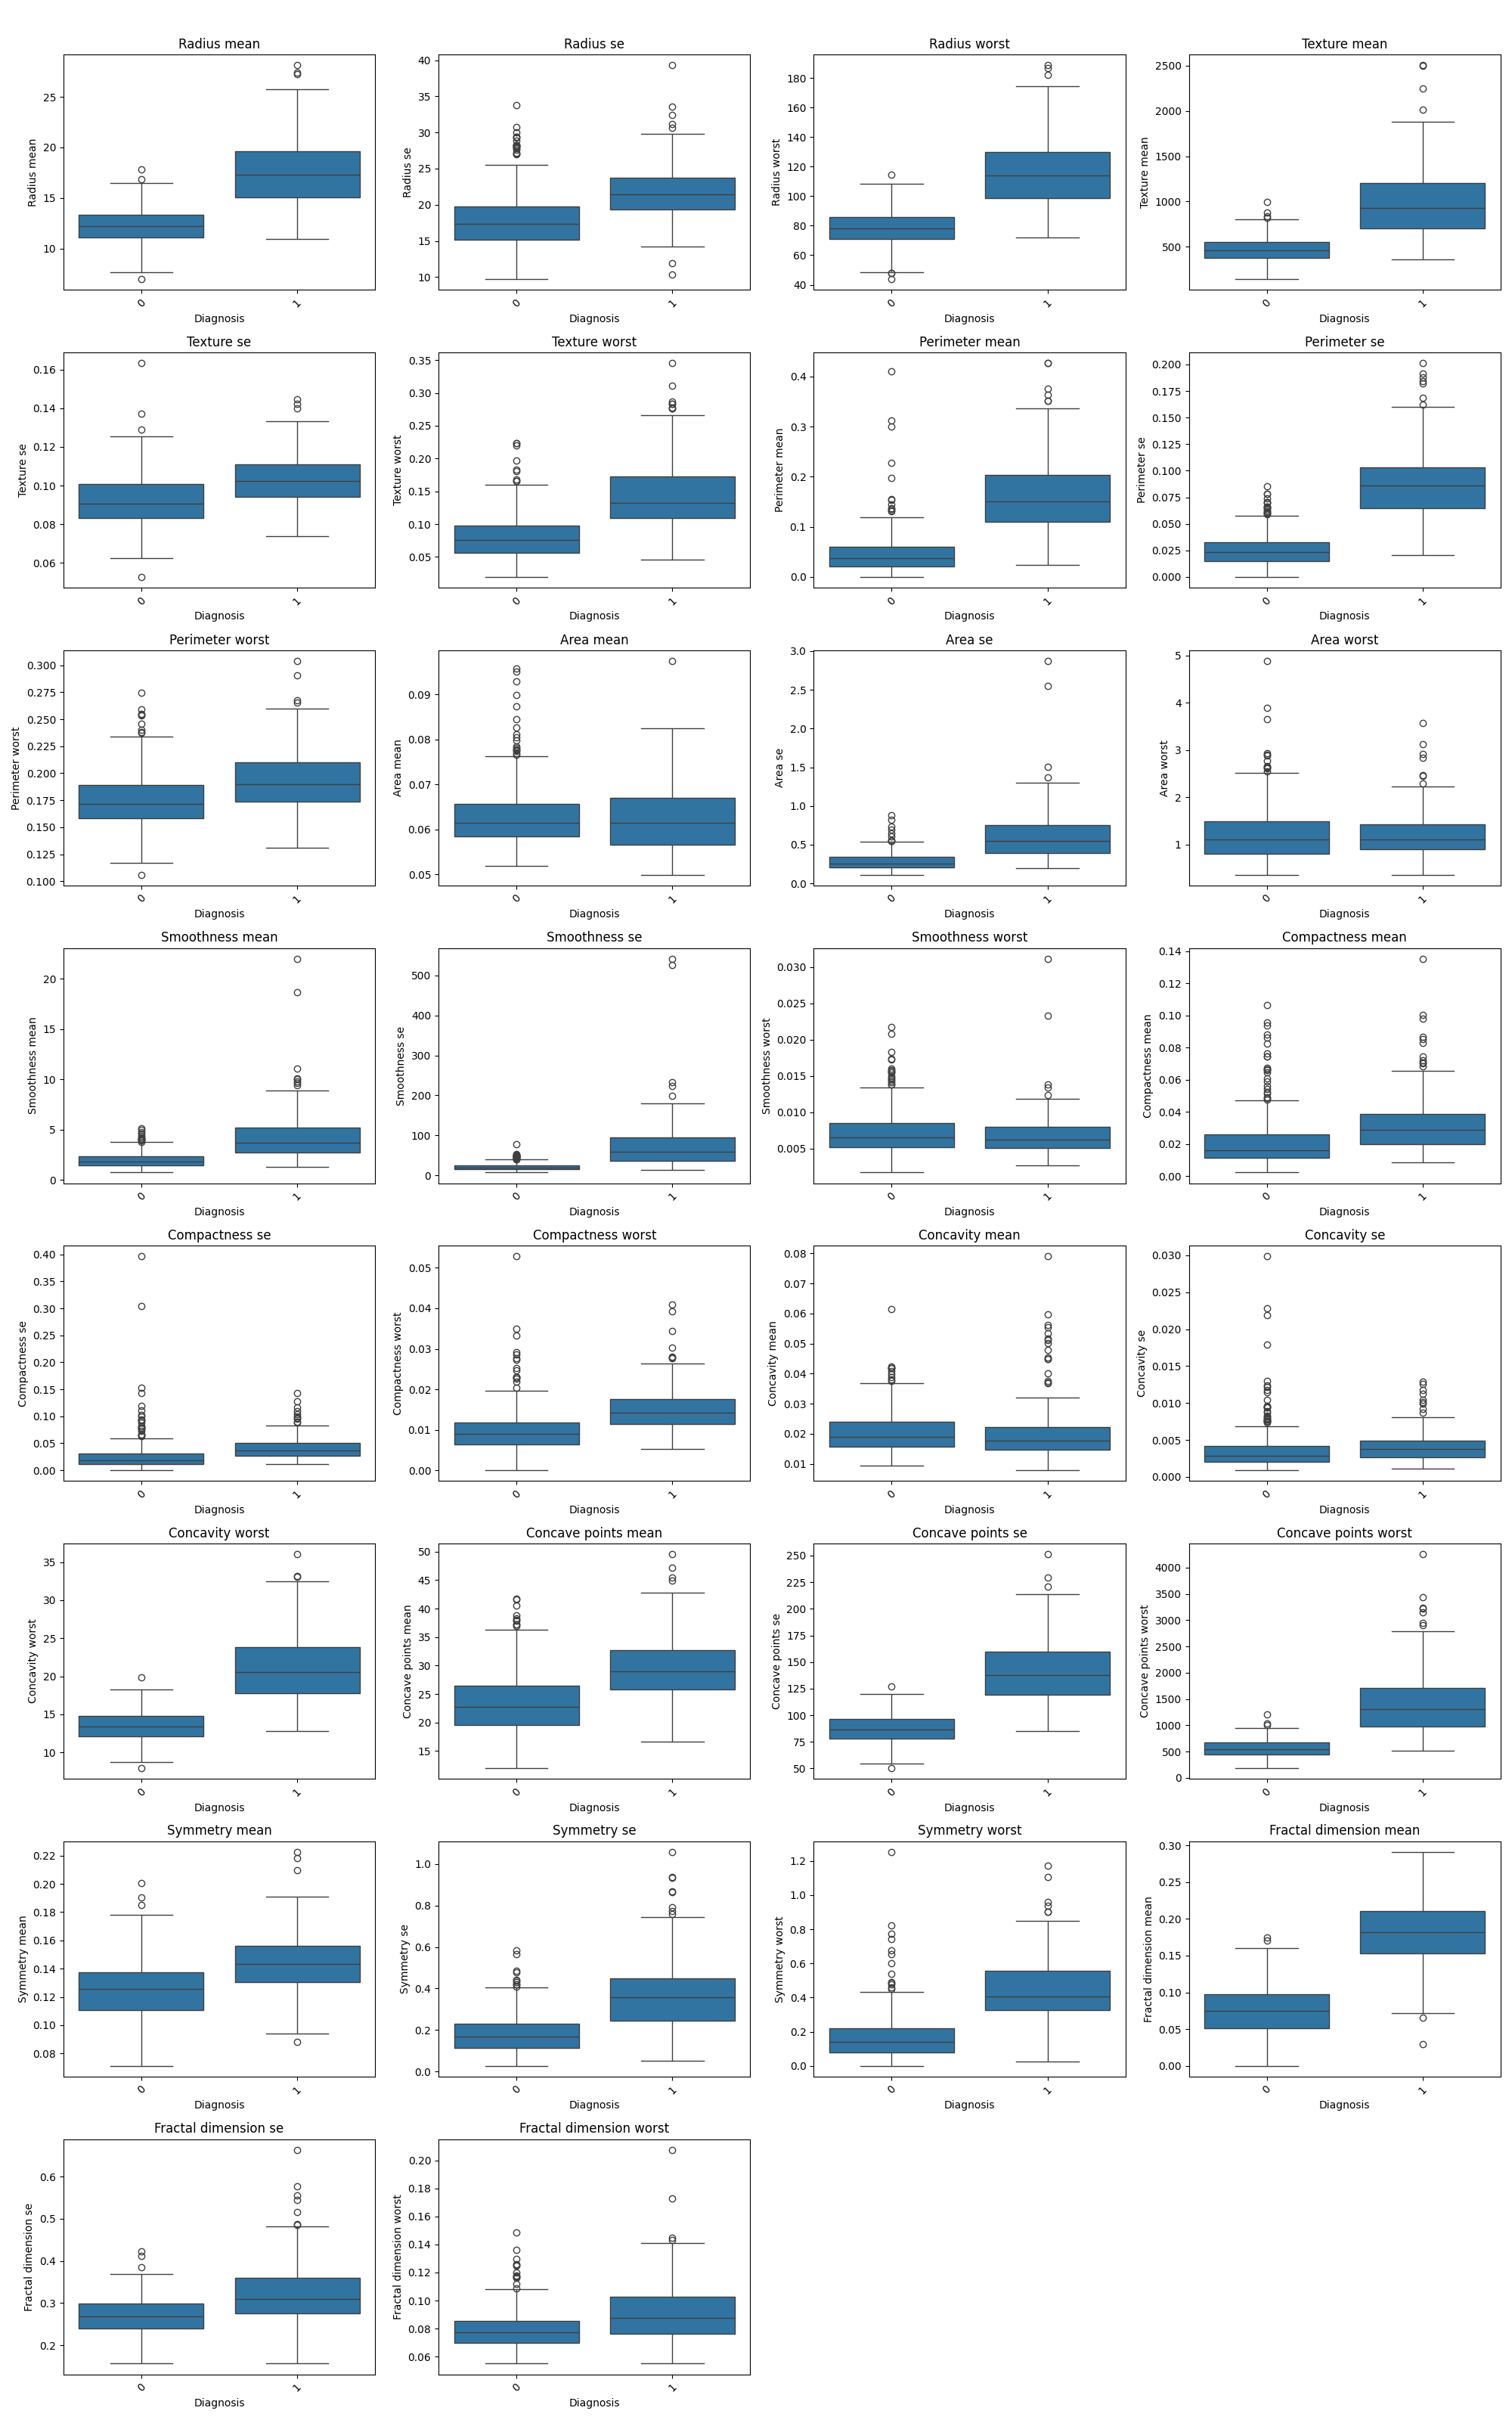 Radius mean
Radius mean
25
20
15
10
0
1
Diagnosis
Radius se
Radius se
40
35
30
25
20
15
10
0
1
Diagnosis
Radius worst
Radius worst
180
160
140
120
100
80
60
40
0
1
Diagnosis
Texture mean
Texture mean
2500
2000
1500
1000
500
0
1
Diagnosis
Texture se
Texture se
0.16
0.14
0.12
0.10
0.08
0.06
0
1
Diagnosis
Texture worst
Texture worst
0.35
0.30
0.25
0.20
0.15
0.10
0.05
0
1
Diagnosis
Perimeter mean
Perimeter mean
0.4
0.3
0.2
0.1
0.0
0
1
Diagnosis
Perimeter se
Perimeter se
0.200
0.175
0.150
0.125
0.100
0.075
0.050
0.025
0.000
0
1
Diagnosis
Perimeter worst
Perimeter worst
0.300
0.275
0.250
0.225
0.200
0.175
0.150
0.125
0.100
0
1
Diagnosis
Area mean
Area mean
0.09
0.08
0.07
0.06
0.05
0
1
Diagnosis
Area se
Area se
3.0
2.5
2.0
1.5
1.0
0.5
0.0
0
1
Diagnosis
Area worst
Area worst
5
4
3
2
1
0
1
Diagnosis
Smoothness mean
Smoothness mean
20
15
10
5
0
0
1
Diagnosis
Smoothness se
Smoothness se
500
400
300
200
100
0
0
1
Diagnosis
Smoothness worst
Smoothness worst
0.030
0.025
0.020
0.015
0.010
0.005
0
1
Diagnosis
Compactness mean
Compactness mean
0.14
0.12
0.10
0.08
0.06
0.04
0.02
0.00
0
1
Diagnosis
Compactness se
Compactness se
0.40
0.35
0.30
0.25
0.20
0.15
0.10
0.05
0.00
0
1
Diagnosis
Compactness worst
Compactness worst
0.05
0.04
0.03
0.02
0.01
0.00
0
1
Diagnosis
Concavity mean
Concavity mean
0.08
0.07
0.06
0.05
0.04
0.03
0.02
0.01
0
1
Diagnosis
Concavity se
Concavity se
0.030
0.025
0.020
0.015
0.010
0.005
0.000
0
1
Diagnosis
Concavity worst
Concavity worst
35
30
25
20
15
10
0
1
Diagnosis
Concave points mean
Concave points mean
50
45
40
35
30
25
20
15
0
1
Diagnosis
Concave points se
Concave points se
250
225
200
175
150
125
100
75
50
0
1
Diagnosis
Concave points worst
Concave points worst
4000
3500
3000
2500
2000
1500
1000
500
0
0
1
Diagnosis
Symmetry mean
Symmetry mean
0.22
0.20
0.18
0.16
0.14
0.12
0.10
0.08
0
1
Diagnosis
Symmetry se
Symmetry se
1.0
0.8
0.6
0.4
0.2
0.0
0
1
Diagnosis
Symmetry worst
Symmetry worst
1.2
1.0
0.8
0.6
0.4
0.2
0.0
0
1
Diagnosis
Fractal dimension mean
Fractal dimension mean
0.30
0.25
0.20
0.15
0.10
0.05
0.00
0
1
Diagnosis
Fractal dimension se
Fractal dimension se
0.6
0.5
0.4
0.3
0.2
0
1
Diagnosis
Fractal dimension worst
Fractal dimension worst
0.20
0.18
0.16
0.14
0.12
0.10
0.08
0.06
0
1
Diagnosis